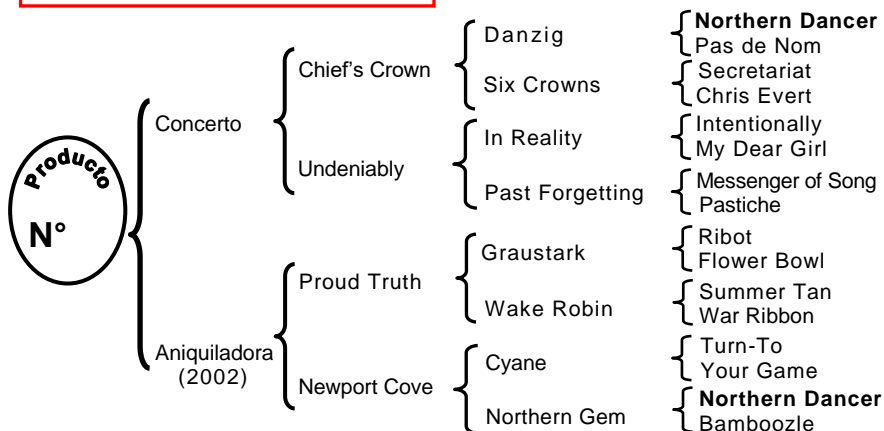 Northern Dancer
Danzig
Pas de Nom
Chief's Crown
Secretariat
Six Crowns
Chris Evert
Concerto
Intentionally
In Reality
My Dear Girl
Undeniably
Messenger of Song
Past Forgetting
Pastiche
Producto
N°
Ribot
Graustark
Flower Bowl
Proud Truth
Summer Tan
Wake Robin
War Ribbon
Aniquiladora
(2002)
Turn-To
Cyane
Your Game
Newport Cove
Northern Dancer
Northern Gem
Bamboozle